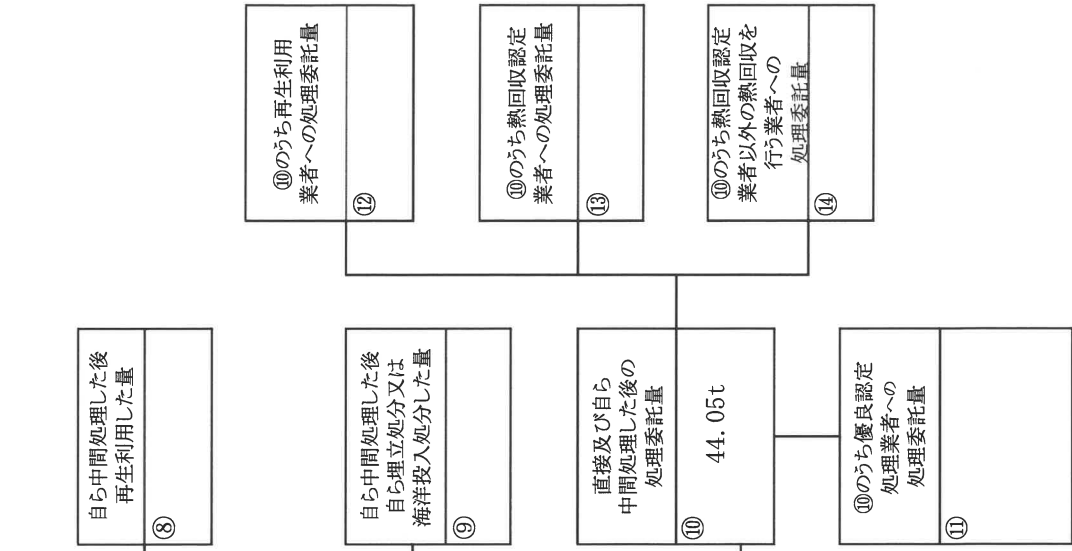 自ら中間処理した後
再生利用した量
⑧
自ら中間処理した後
自ら埋立処分又は
海洋投入処分した量
⑨
直接及び自ら
中間処理した後の
処理委託量
⑩
44.05t
⑩のうち優良認定
処理業者への
処理委託量
⑪
⑩のうち再生利用
業者への処理委託量
⑫
⑩のうち熱回収認定
業者への処理委託量
⑬
⑩のうち熱回収認定
業者以外の熱回収を
行う業者への
処理委託量
⑭